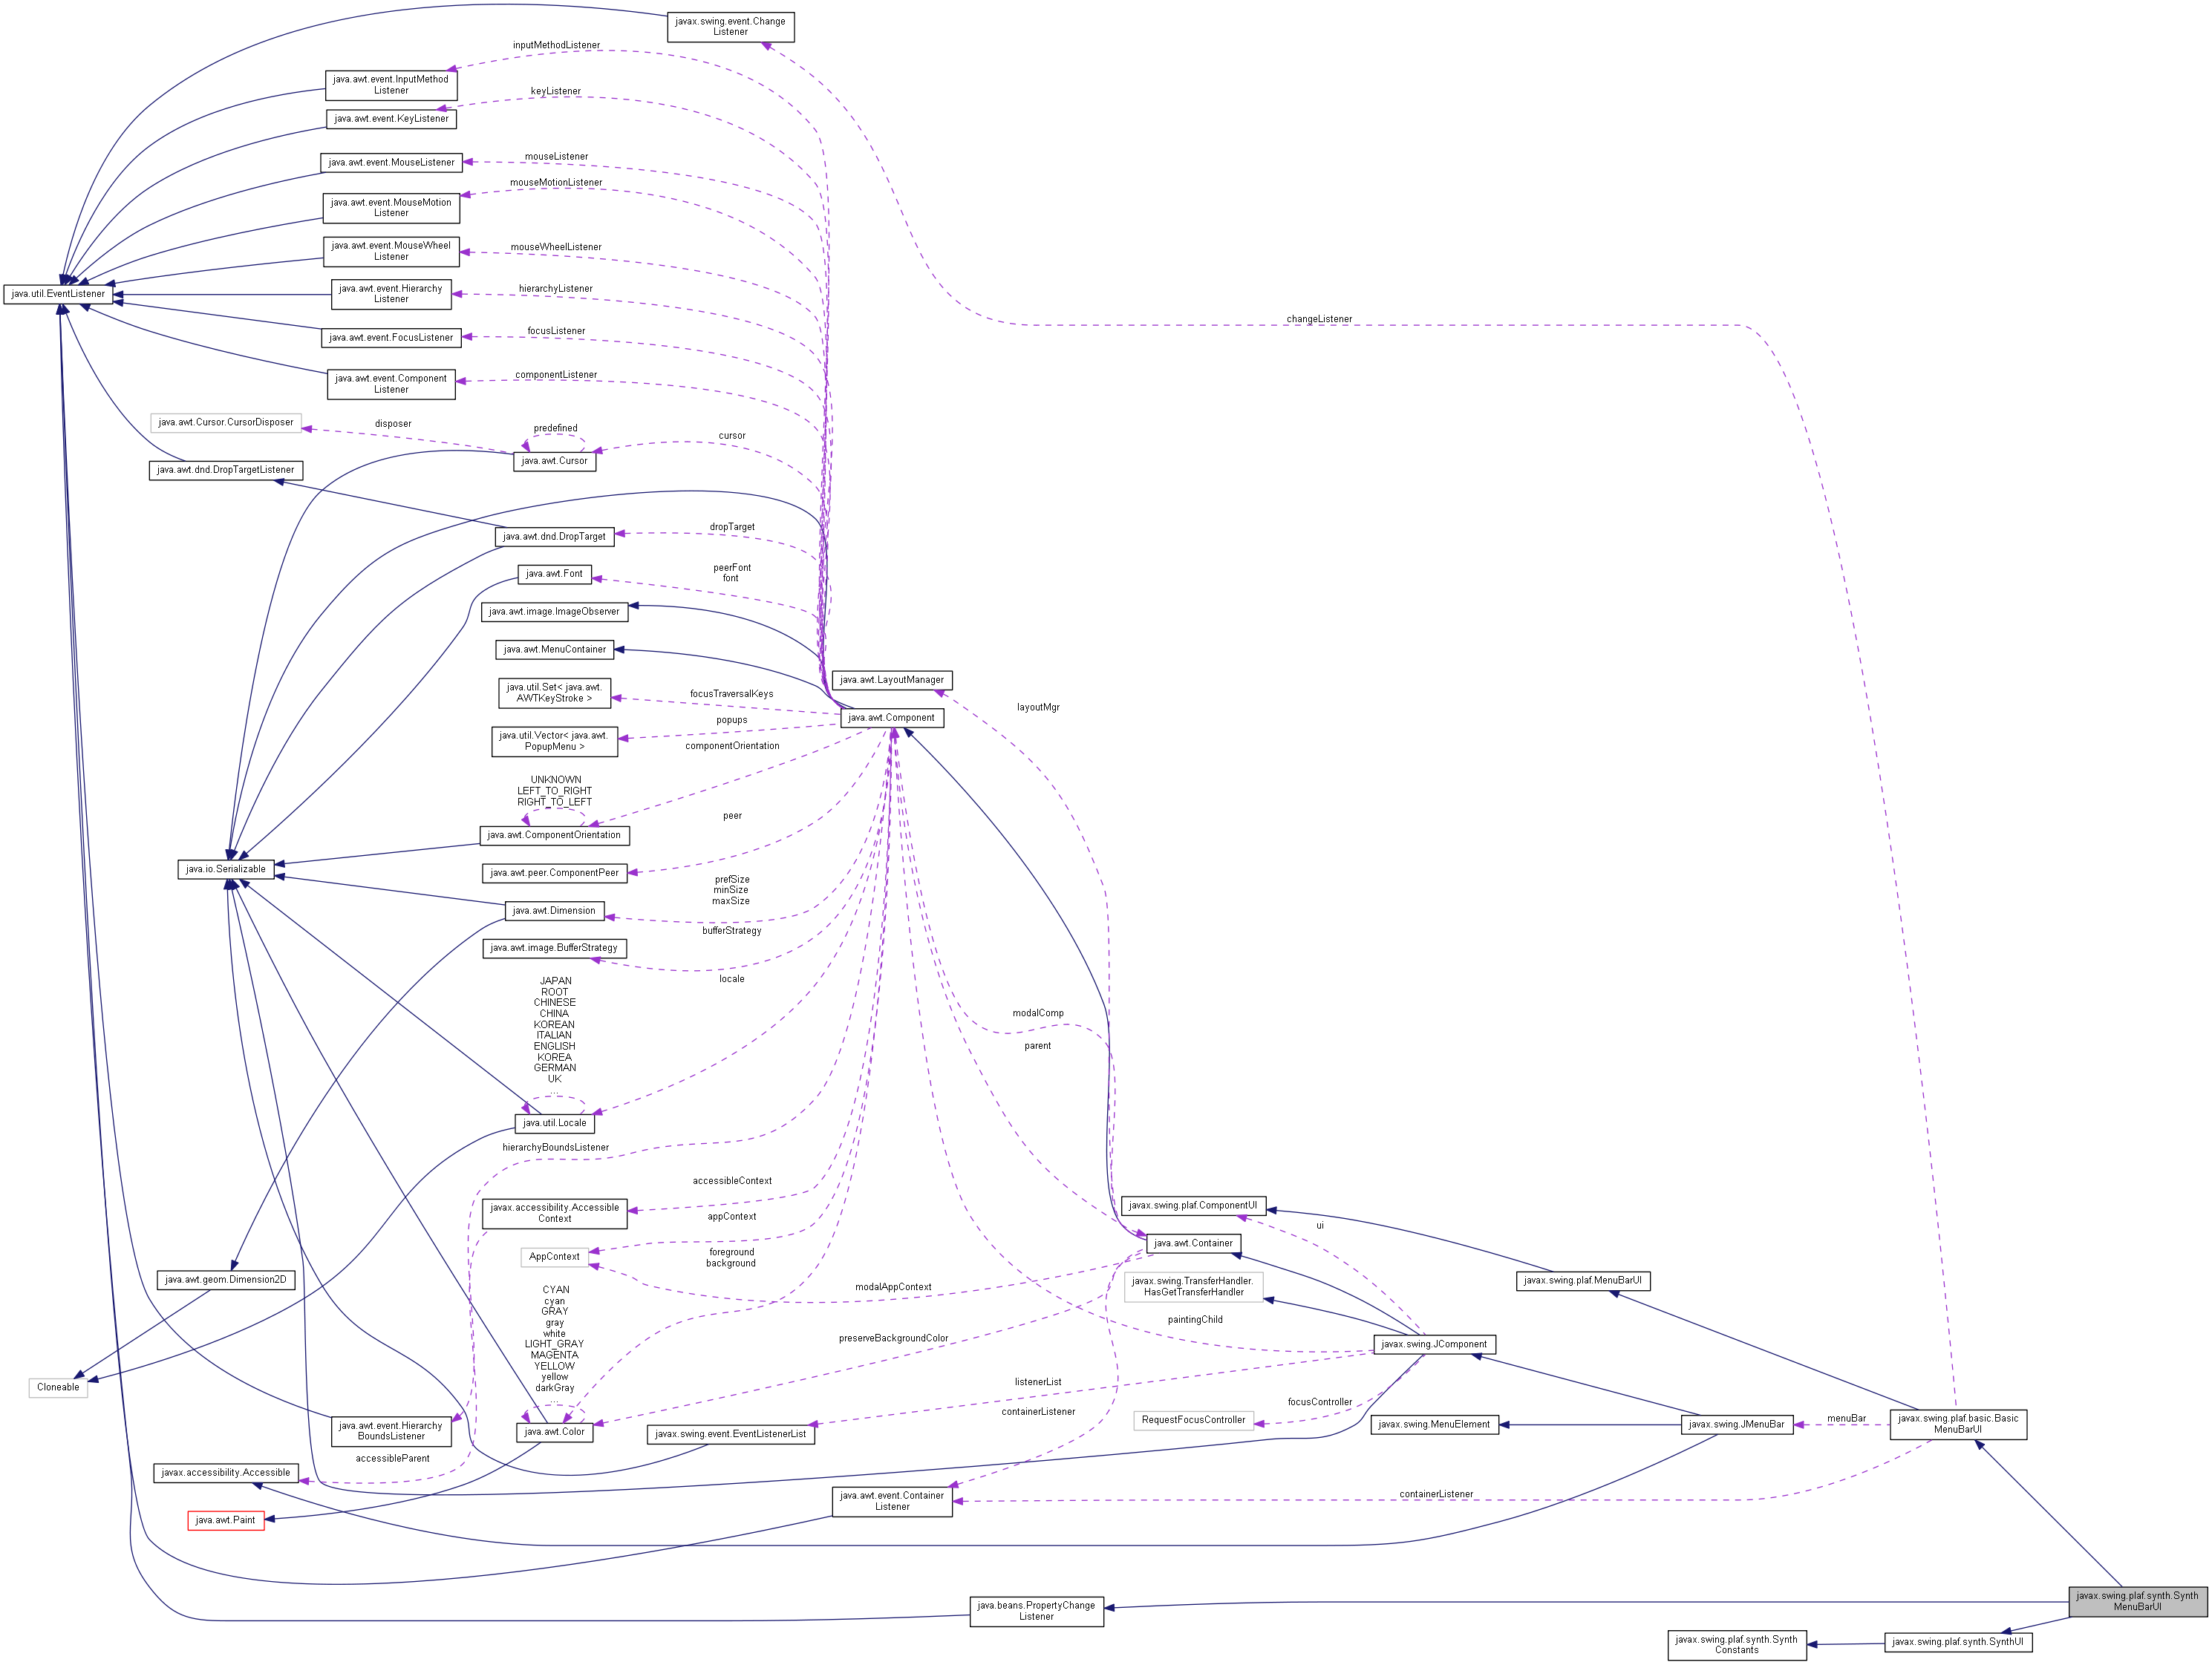 javax.swing.event.Change
Listener
inputMethodListener
java.awt.event.InputMethod
Listener
keyListener
java.awt.event.KeyListener
mouseListener
java.awt.event.MouseListener
mouseMotionListener
java.awt.event.MouseMotion
Listener
mouseWheelListener
java.awt.event.MouseWheel
Listener
java.util.EventListener
hierarchyListener
java.awt.event.Hierarchy
Listener
changeListener
focusListener
java.awt.event.FocusListener
componentListener
java.awt.event.Component
Listener
java.awt.Cursor.CursorDisposer
disposer
predefined
cursor
java.awt.Cursor
java.awt.dnd.DropTargetListener
dropTarget
java.awt.dnd.DropTarget
peerFont
font
java.awt.Font
java.awt.image.ImageObserver
java.awt.MenuContainer
java.awt.LayoutManager
layoutMgr
java.util.Set< java.awt.
AWTKeyStroke >
focusTraversalKeys
java.awt.Component
popups
java.util.Vector< java.awt.
PopupMenu >
componentOrientation
UNKNOWN
LEFT_TO_RIGHT
RIGHT_TO_LEFT
peer
java.awt.ComponentOrientation
java.io.Serializable
java.awt.peer.ComponentPeer
prefSize
minSize
maxSize
java.awt.Dimension
bufferStrategy
java.awt.image.BufferStrategy
locale
JAPAN
ROOT
CHINESE
CHINA
KOREAN
ITALIAN
ENGLISH
KOREA
GERMAN
UK
...
java.util.Locale
modalComp
parent
hierarchyBoundsListener
accessibleContext
javax.accessibility.Accessible
Context
appContext
AppContext
foreground
background
javax.swing.plaf.ComponentUI
ui
java.awt.Container
java.awt.geom.Dimension2D
modalAppContext
javax.swing.TransferHandler.
HasGetTransferHandler
javax.swing.plaf.MenuBarUI
CYAN
cyan
GRAY
gray
white
LIGHT_GRAY
MAGENTA
YELLOW
yellow
darkGray
...
preserveBackgroundColor
paintingChild
javax.swing.JComponent
Cloneable
listenerList
focusController
containerListener
java.awt.event.Hierarchy
BoundsListener
java.awt.Color
javax.swing.event.EventListenerList
RequestFocusController
javax.swing.MenuElement
javax.swing.JMenuBar
menuBar
javax.swing.plaf.basic.Basic
MenuBarUI
accessibleParent
javax.accessibility.Accessible
java.awt.event.Container
Listener
containerListener
java.awt.Paint
java.beans.PropertyChange
Listener
javax.swing.plaf.synth.Synth
MenuBarUI
javax.swing.plaf.synth.Synth
Constants
javax.swing.plaf.synth.SynthUI